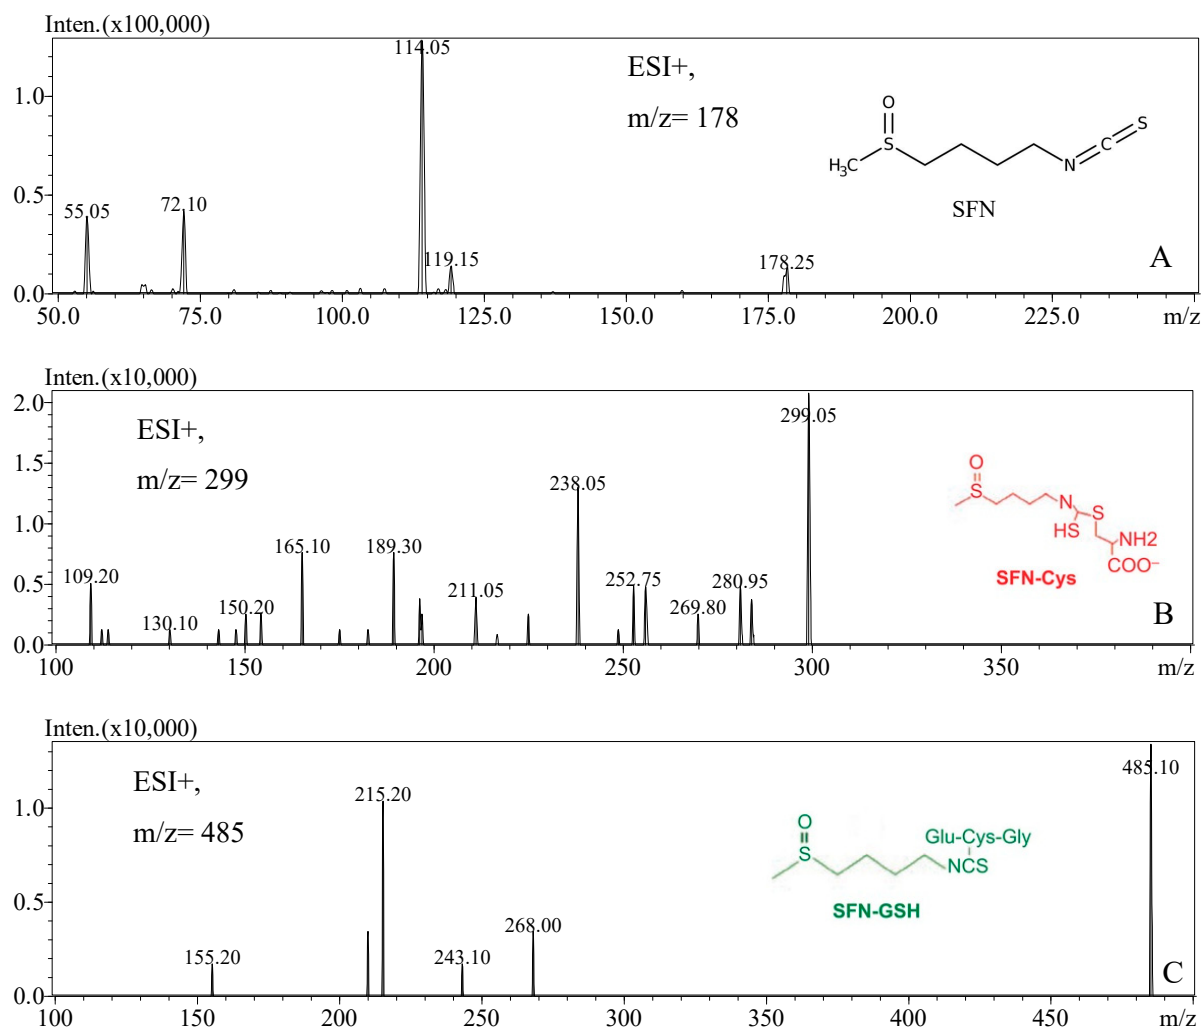 Inten.(x100,000)
114.05
ESI+,
m/z= 178
1.0
0.5
0.0
55.05
72.10
119.15
178.25
O
S
H₃C
N
C
S
SFN
A
50.0 75.0 100.0 125.0 150.0 175.0 200.0 225.0 m/z
Inten.(x10,000)
2.0
1.5
1.0
0.5
0.0
ESI+,
m/z= 299
299.05
238.05
165.10
189.30
109.20
130.10
150.20
211.05
252.75
269.80
280.95
O
S
N
S
HS
NH2
COO⁻
SFN-Cys
B
100 150 200 250 300 350 m/z
Inten.(x10,000)
1.0
0.5
0.0
ESI+,
m/z= 485
485.10
215.20
155.20
243.10
268.00
O
S
Glu-Cys-Gly
NCS
SFN-GSH
C
100 150 200 250 300 350 400 450 m/z